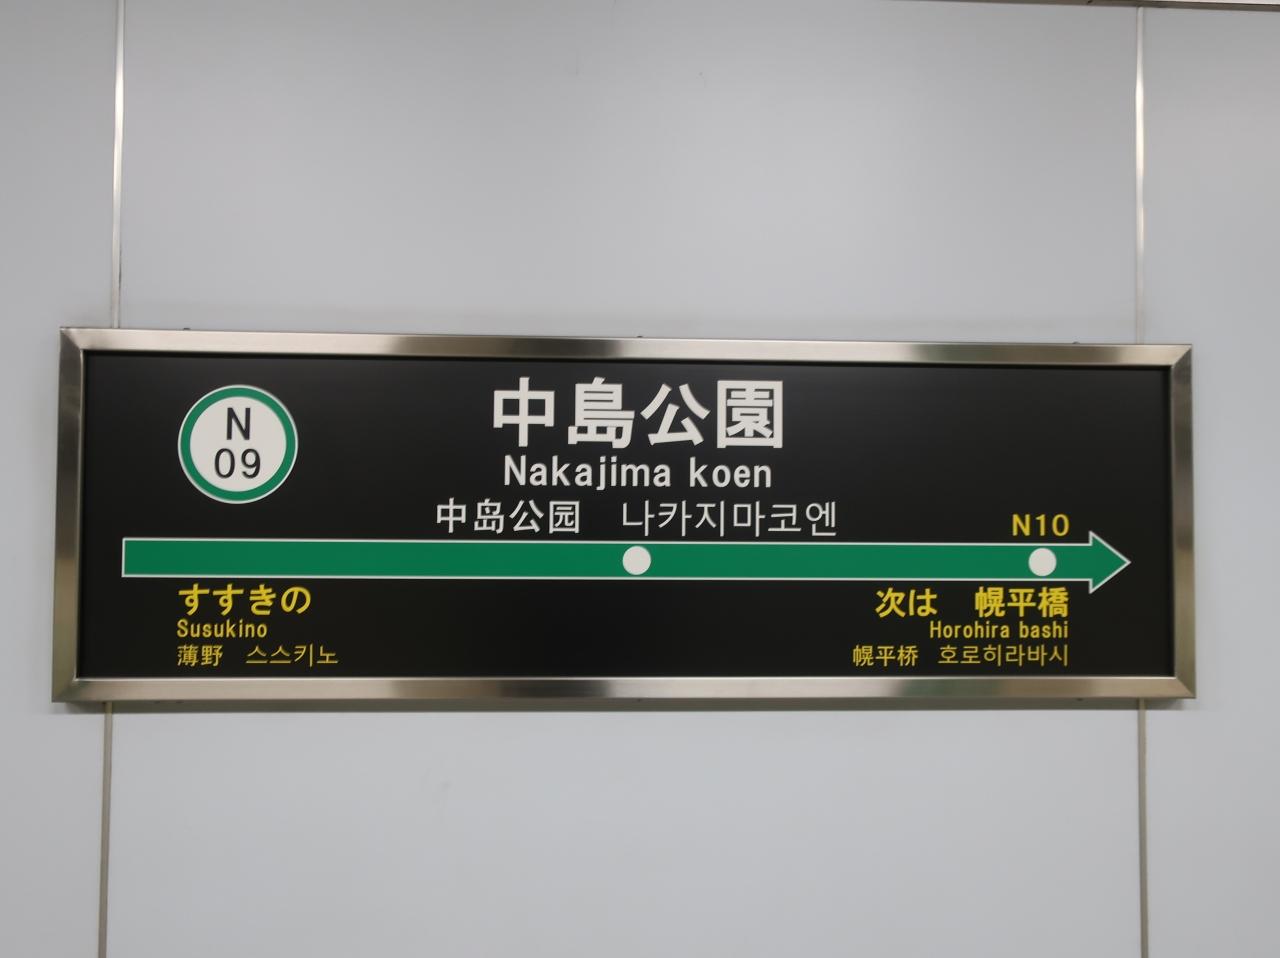 N
09
中島公園
Nakajima koen
中岛公园 나카지마코엔
N10
すすきの
Susukino
薄野 스스키노
次は 幌平橋
Horohira bashi
幌平桥 호로히라바시